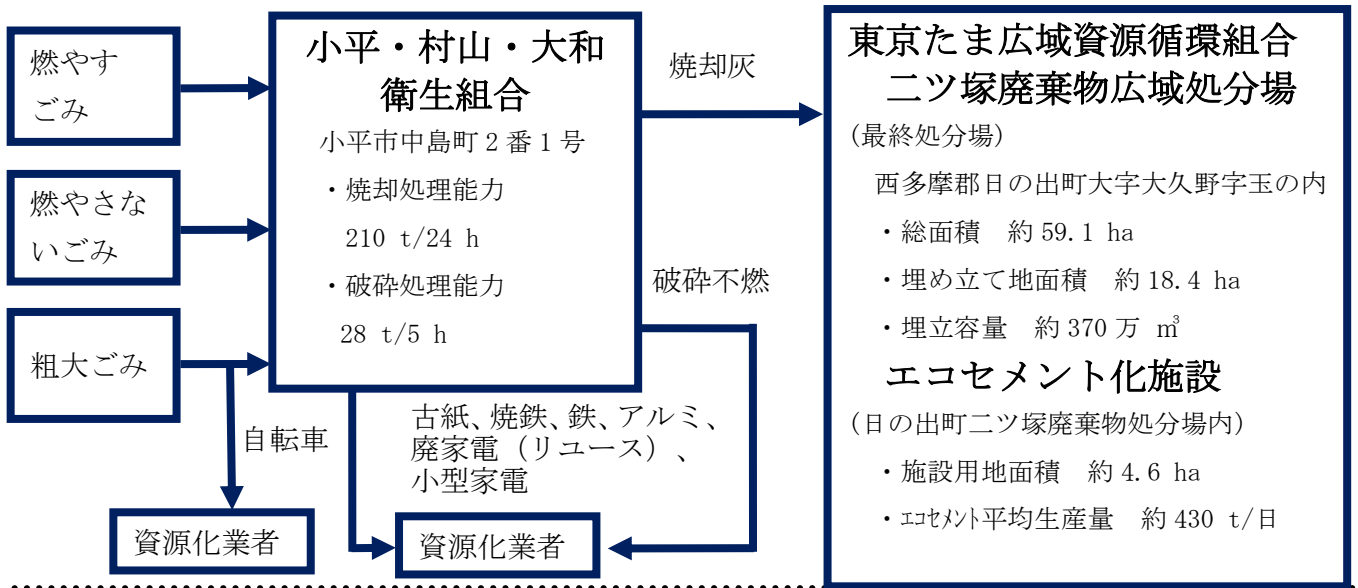 燃やす
ごみ
燃やさな
いごみ
粗大ごみ
自転車
資源化業者
小平・村山・大和
衛生組合
小平市中島町2番1号
・焼却処理能力
210 t/24 h
・破砕処理能力
28 t/5 h
焼却灰
破砕不燃
古紙、焼鉄、鉄、アルミ、
廃家電（リユース）、
小型家電
資源化業者
東京たま広域資源循環組合
二ツ塚廃棄物広域処分場
(最終処分場)
西多摩郡日の出町大字大久野字玉の内
・総面積　約 59.1 ha
・埋め立て地面積　約 18.4 ha
・埋立容量　約 370 万 ㎥
エコセメント化施設
(日の出町二ツ塚廃棄物処分場内)
・施設用地面積　約 4.6 ha
・ｴｺｾﾒﾝﾄ平均生産量　約 430 t/日